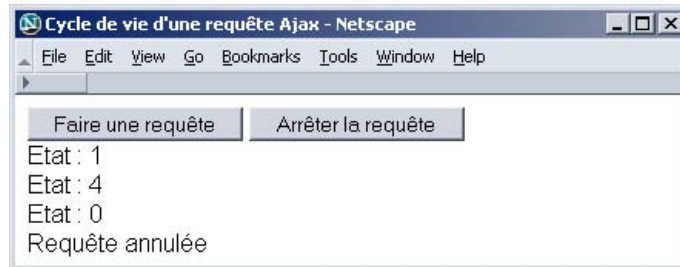 Cycle de vie d'une requête Ajax - Netscape
File Edit View Go Bookmarks Tools Window Help
Faire une requête Arrêter la requête
Etat : 1
Etat : 4
Etat : 0
Requête annulée